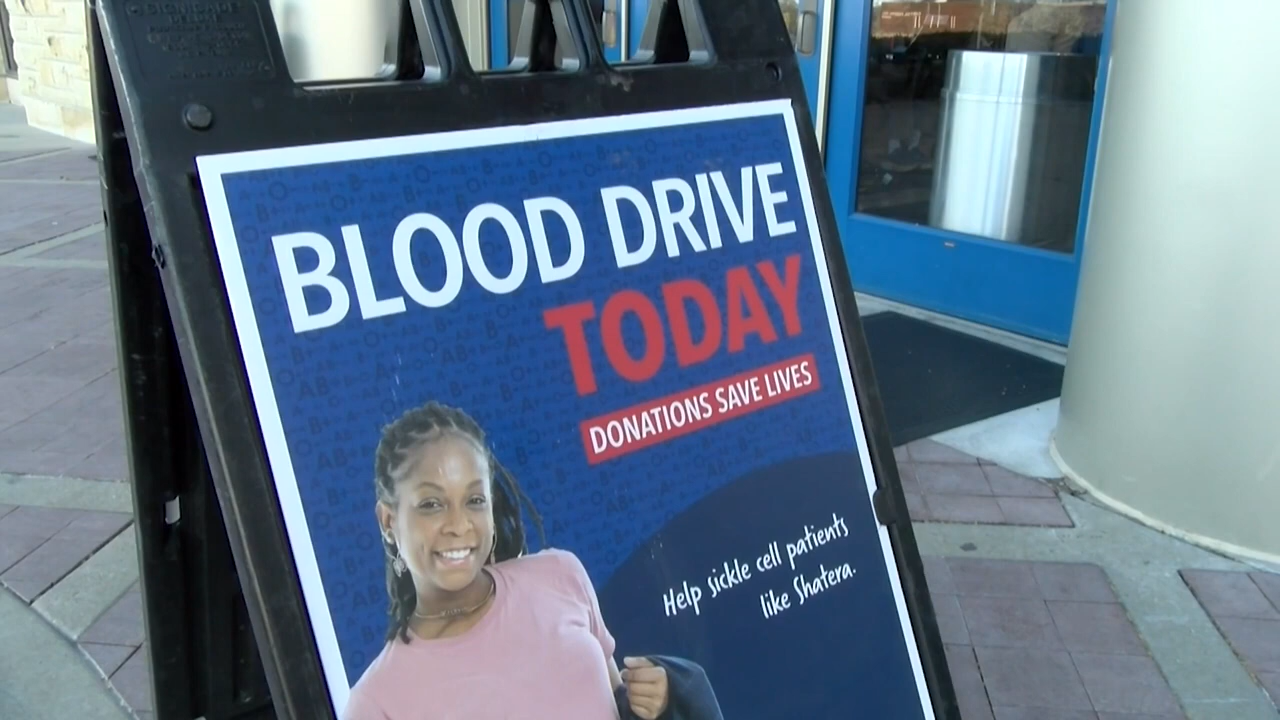 BLOOD DRIVE
TODAY
DONATIONS SAVE LIVES
Help sickle cell patients
like Shatera.